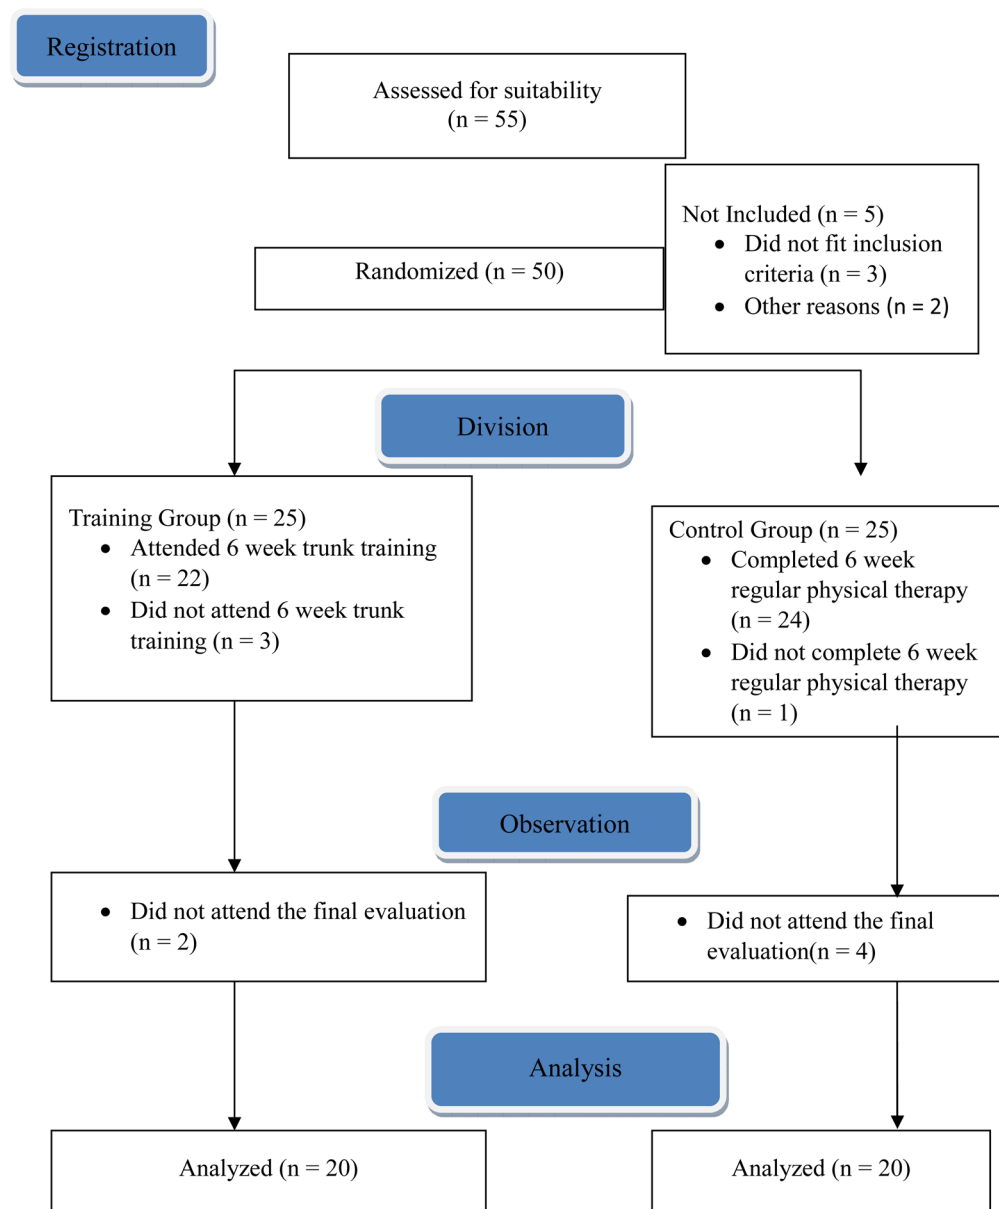 Registration
Assessed for suitability
(n = 55)
Not Included (n = 5)
• Did not fit inclusion
criteria (n = 3)
• Other reasons (n = 2)
Randomized (n = 50)
Division
Training Group (n = 25)
• Attended 6 week trunk training
(n = 22)
• Did not attend 6 week trunk
training (n = 3)
Control Group (n = 25)
• Completed 6 week
regular physical therapy
(n = 24)
• Did not complete 6 week
regular physical therapy
(n = 1)
Observation
• Did not attend the final evaluation
(n = 2)
• Did not attend the final
evaluation(n = 4)
Analysis
Analyzed (n = 20)
Analyzed (n = 20)